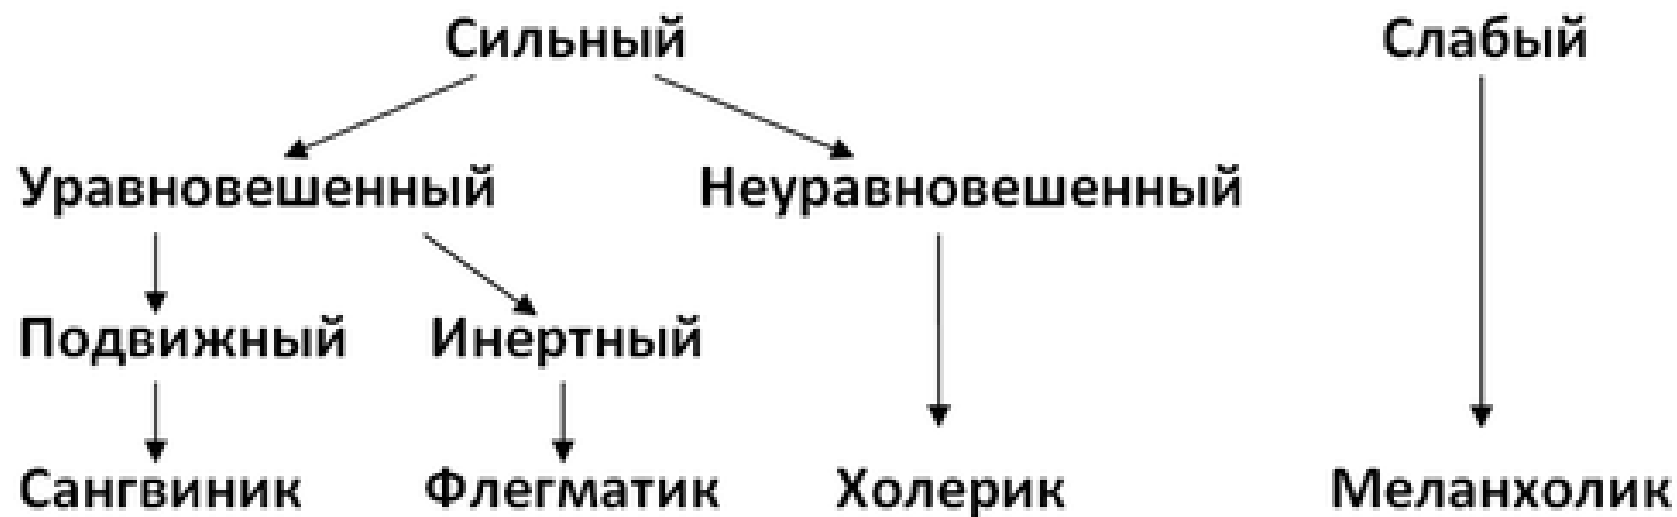 Сильный Слабый
Уравновешенный Неуравновешенный
Подвижный Инертный
Сангвиник Флегматик Холерик Меланхолик